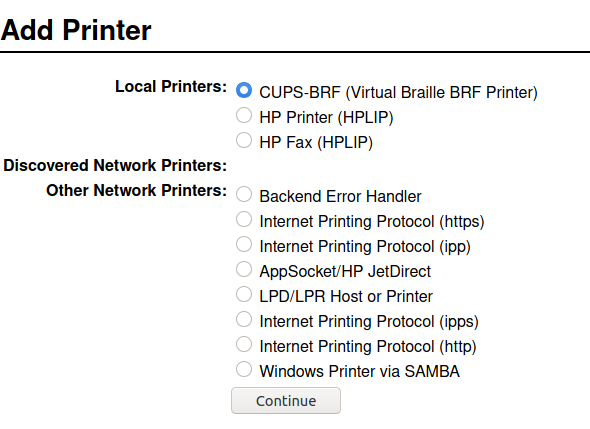 Add Printer
Local Printers: CUPS-BRF (Virtual Braille BRF Printer)
HP Printer (HPLIP)
HP Fax (HPLIP)
Discovered Network Printers:
Other Network Printers: Backend Error Handler
Internet Printing Protocol (https)
Internet Printing Protocol (ipp)
AppSocket/HP JetDirect
LPD/LPR Host or Printer
Internet Printing Protocol (ipps)
Internet Printing Protocol (http)
Windows Printer via SAMBA
Continue